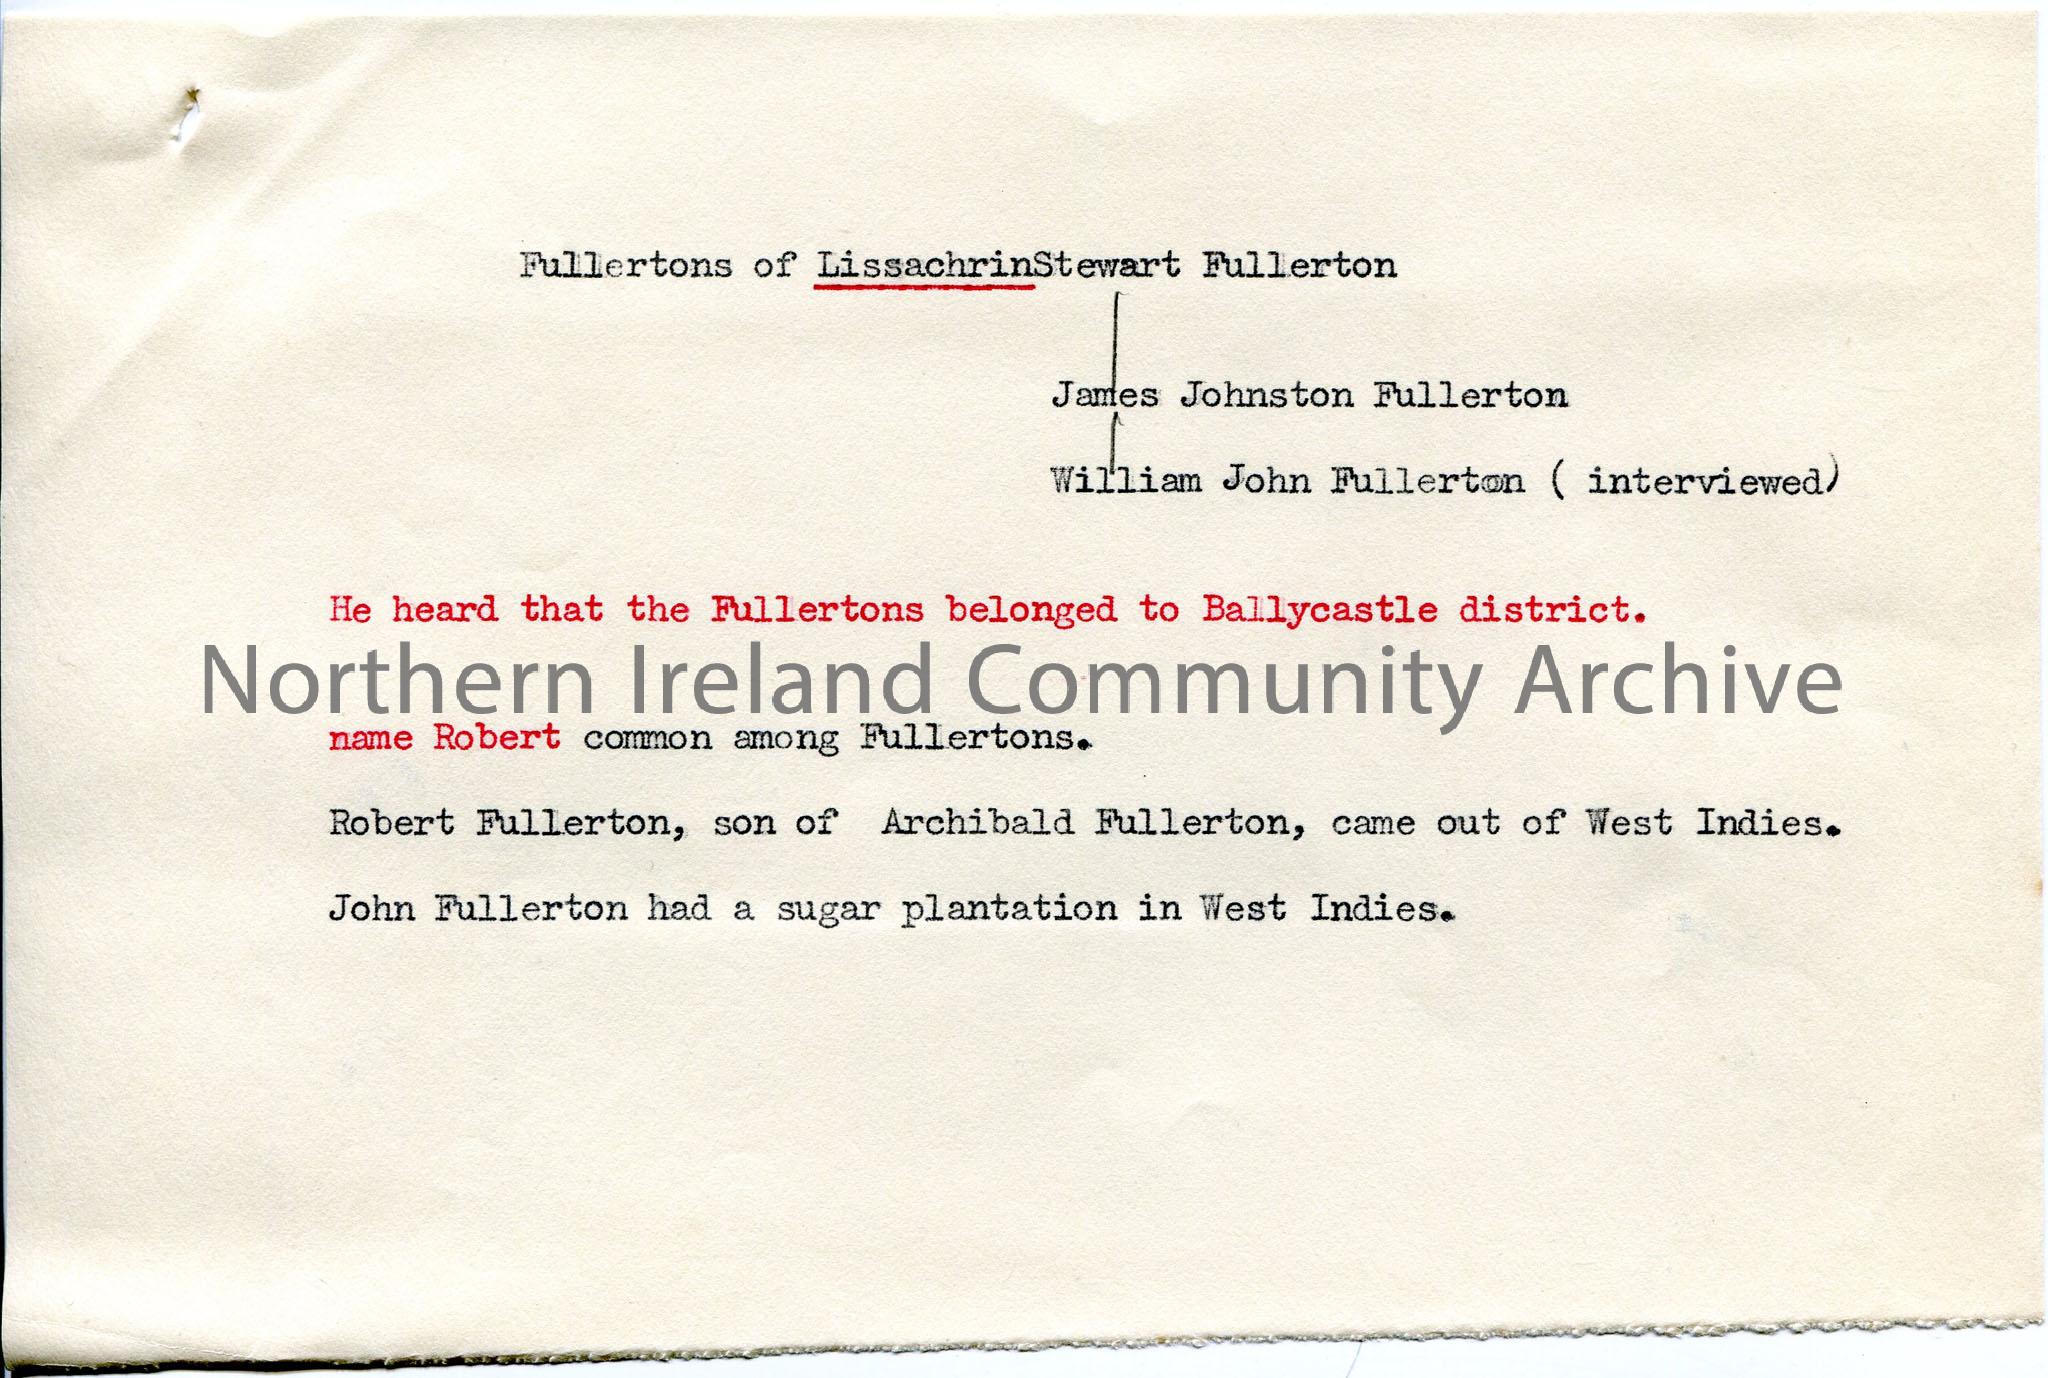 Fullertons of LissachrinStewart Fullerton
James Johnston Fullerton
William John Fullerton ( interviewed)
He heard that the Fullertons belonged to Ballycastle district.
Northern Ireland Community Archive
name Robert common among Fullertons.
Robert Fullerton, son of Archibald Fullerton, came out of West Indies.
John Fullerton had a sugar plantation in West Indies.